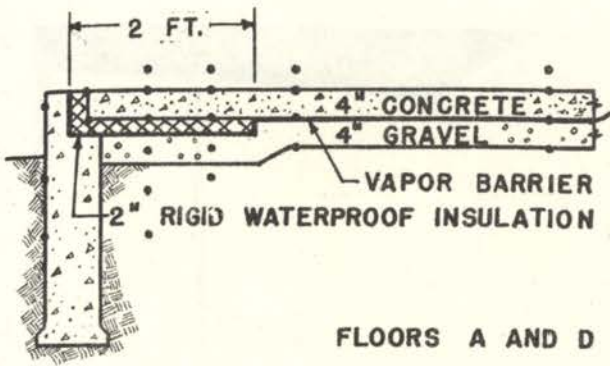 2 FT.
4" CONCRETE
4" GRAVEL
VAPOR BARRIER
2" RIGID WATERPROOF INSULATION
FLOORS A AND D